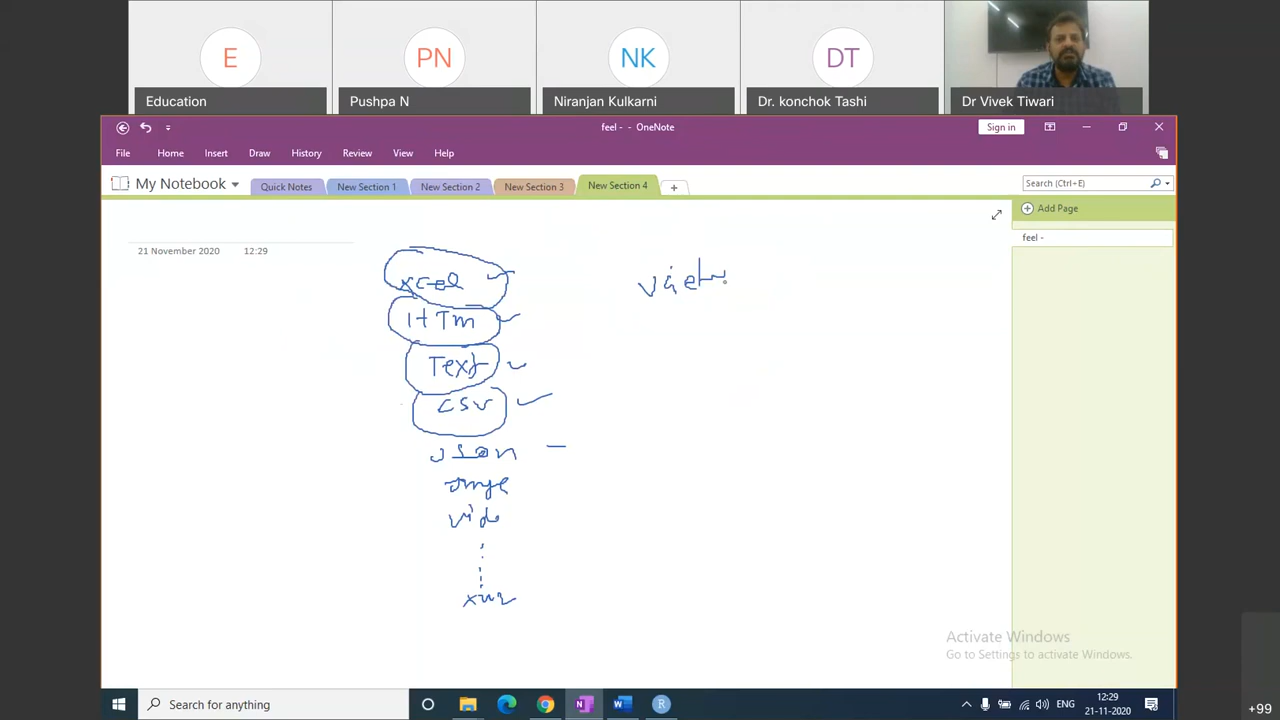 E
PN
NK
DT
Education
Pushpa N
Niranjan Kulkarni
Dr. konchok Tashi
Dr Vivek Tiwari
feel - - OneNote
Sign in
File
Home
Insert
Draw
History
Review
View
Help
My Notebook
Quick Notes
New Section 1
New Section 2
New Section 3
New Section 4
Search (Ctrl+E)
Add Page
feel -
21 November 2020
12:29
xcel
HTm
Text
CSV
JSon
Activate Windows
Go to Settings to activate Windows.
Search for anything
ENG
12:29
21-11-2020
+99